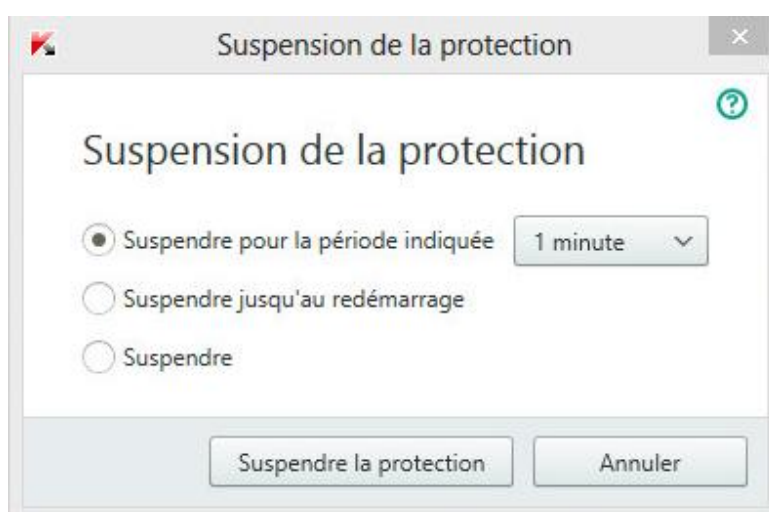 Suspension de la protection
Suspension de la protection
Suspendre pour la période indiquée 1 minute
Suspendre jusqu'au redémarrage
Suspendre
Suspendre la protection Annuler